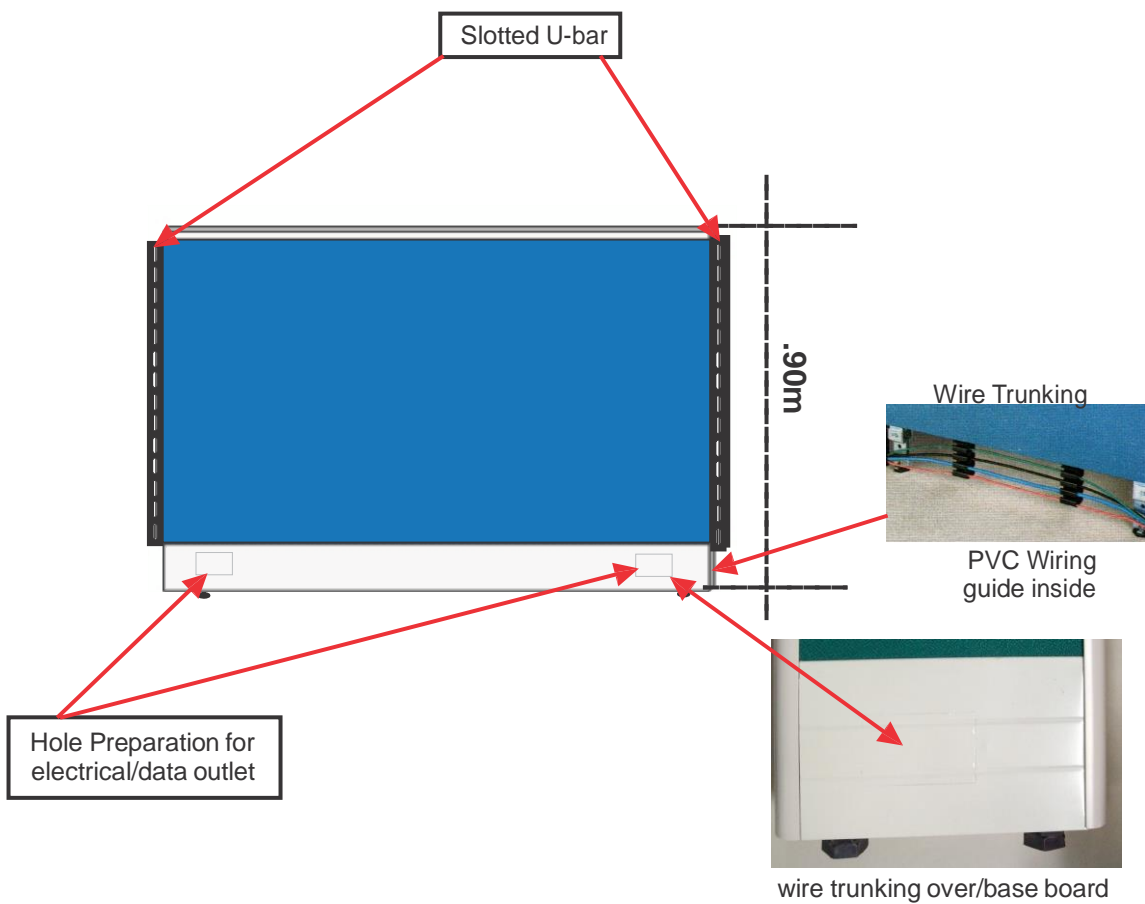 Slotted U-bar
.90m
Wire Trunking
PVC Wiring
guide inside
Hole Preparation for
electrical/data outlet
wire trunking over/base board